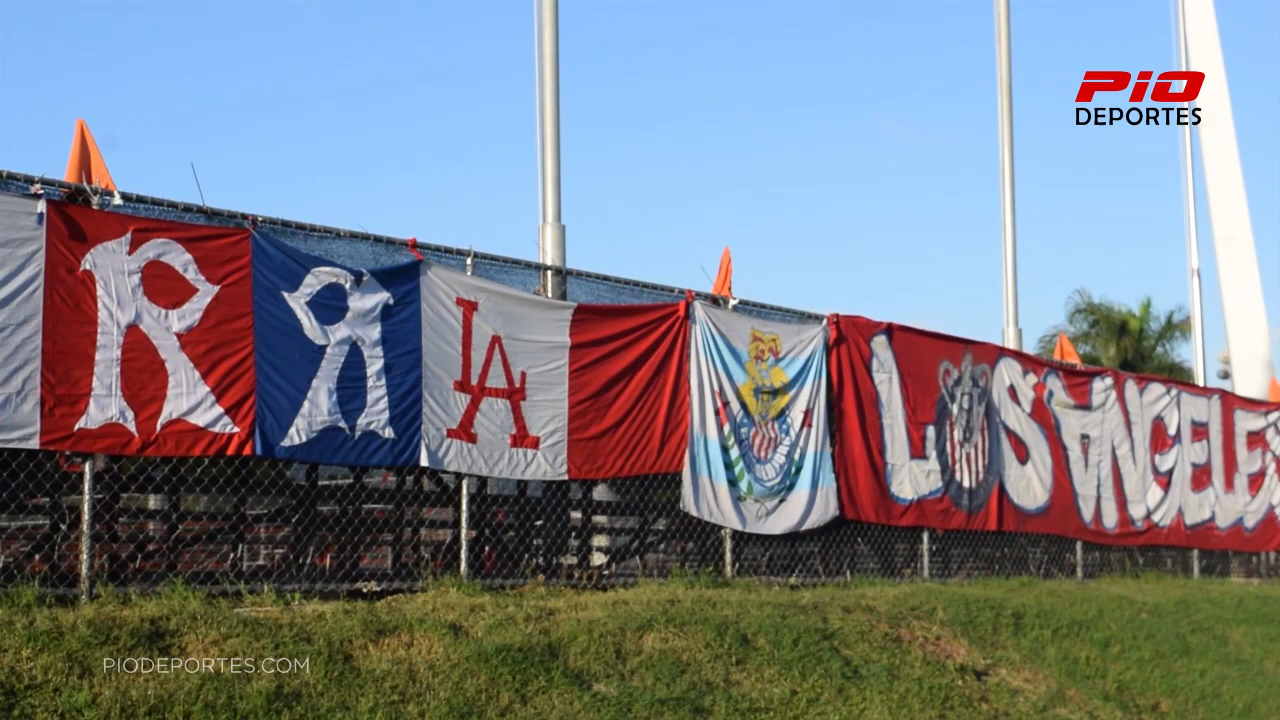 PiO
DEPORTES
R
Я
LA
LOS ANGELES
PIODEPORTES.COM